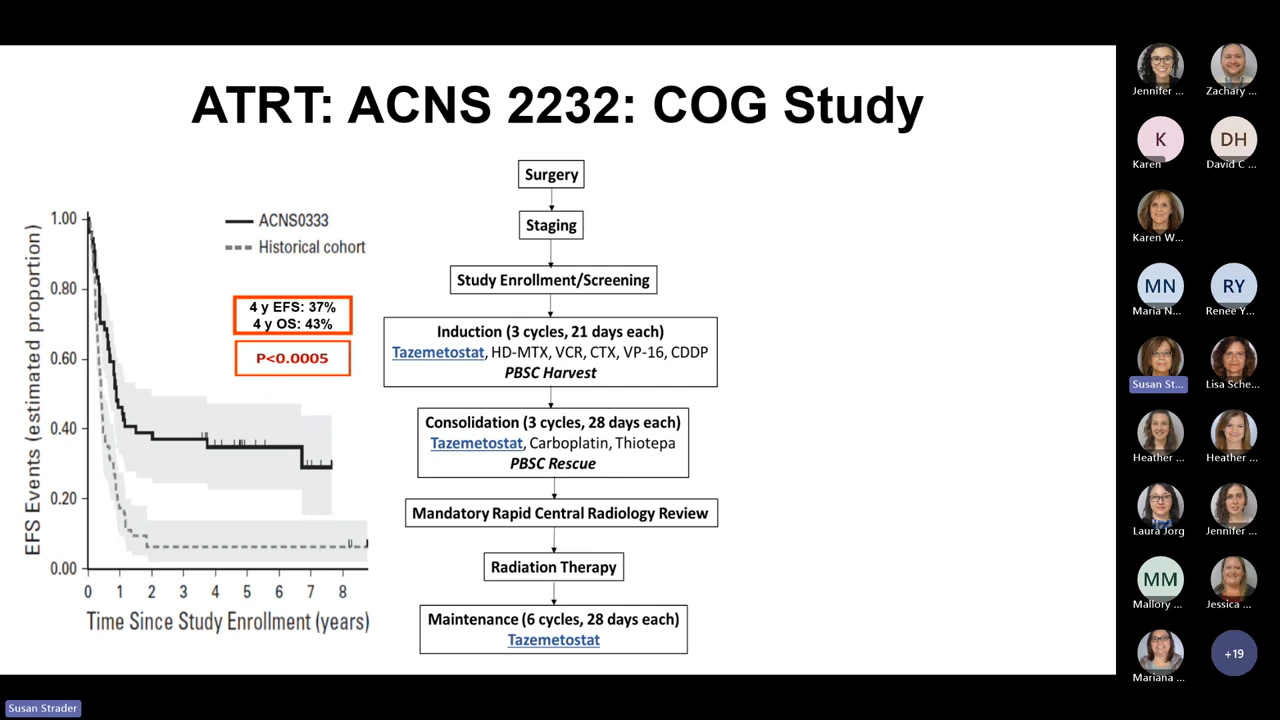 ATRT: ACNS 2232: COG Study
EFS Events (estimated proportion)
1.00
0.80
0.60
0.40
0.20
0.00
0 1 2 3 4 5 6 7 8
Time Since Study Enrollment (years)
ACNS0333
Historical cohort
4 y EFS: 37%
4 y OS: 43%
P<0.0005
Surgery
Staging
Study Enrollment/Screening
Induction (3 cycles, 21 days each)
Tazemetostat, HD-MTX, VCR, CTX, VP-16, CDDP
PBSC Harvest
Consolidation (3 cycles, 28 days each)
Tazemetostat, Carboplatin, Thiotepa
PBSC Rescue
Mandatory Rapid Central Radiology Review
Radiation Therapy
Maintenance (6 cycles, 28 days each)
Tazemetostat
Jennifer ...
Zachary ...
K
Karen
DH
David C ...
Karen W...
MN
Maria N...
RY
Renee Y...
Susan St...
Lisa Sche...
Heather ...
Heather ...
Laura Jorg
Jennifer ...
MM
Mallory ...
Jessica ...
Mariana ...
+19
Susan Strader